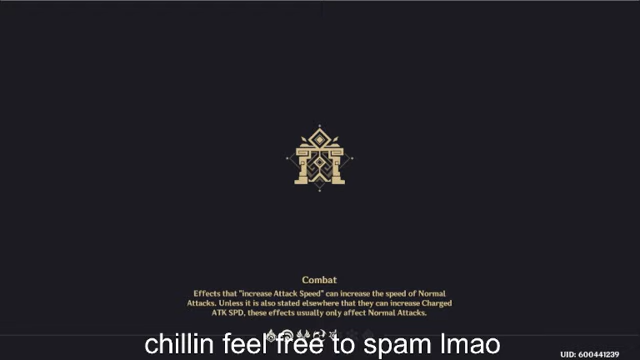 Combat
Effects that "increase Attack Speed" can increase the speed of Normal
Attacks. Unless it is also stated elsewhere that they can increase Charged
ATK SPD, these effects usually only affect Normal Attacks.
chillin feel free to spam lmao
UID: 600441239